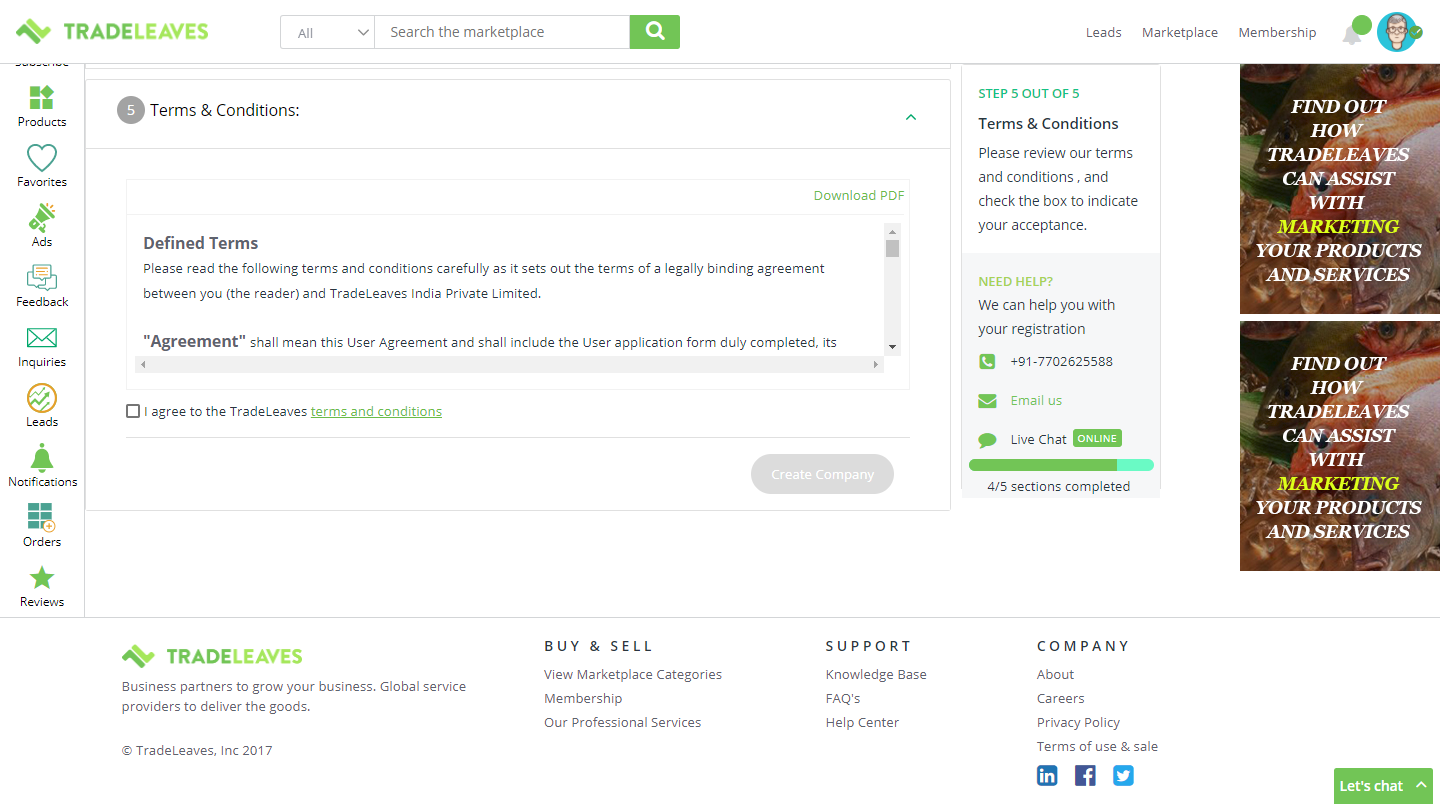 TRADELEAVES
All
Search the marketplace
Leads
Marketplace
Membership
Subscribe
Products
Favorites
Ads
Feedback
Inquiries
Leads
Notifications
Orders
Reviews
5 Terms & Conditions:
Download PDF
Defined Terms
Please read the following terms and conditions carefully as it sets out the terms of a legally binding agreement
between you (the reader) and TradeLeaves India Private Limited.
"Agreement" shall mean this User Agreement and shall include the User application form duly completed, its
I agree to the TradeLeaves terms and conditions
Create Company
STEP 5 OUT OF 5
Terms & Conditions
Please review our terms
and conditions , and
check the box to indicate
your acceptance.
NEED HELP?
We can help you with
your registration
+91-7702625588
Email us
Live Chat ONLINE
4/5 sections completed
FIND OUT
HOW
TRADELEAVES
CAN ASSIST
WITH
MARKETING
YOUR PRODUCTS
AND SERVICES
FIND OUT
HOW
TRADELEAVES
CAN ASSIST
WITH
MARKETING
YOUR PRODUCTS
AND SERVICES
TRADELEAVES
Business partners to grow your business. Global service
providers to deliver the goods.
© TradeLeaves, Inc 2017
BUY & SELL
View Marketplace Categories
Membership
Our Professional Services
SUPPORT
Knowledge Base
FAQ's
Help Center
COMPANY
About
Careers
Privacy Policy
Terms of use & sale
Let's chat